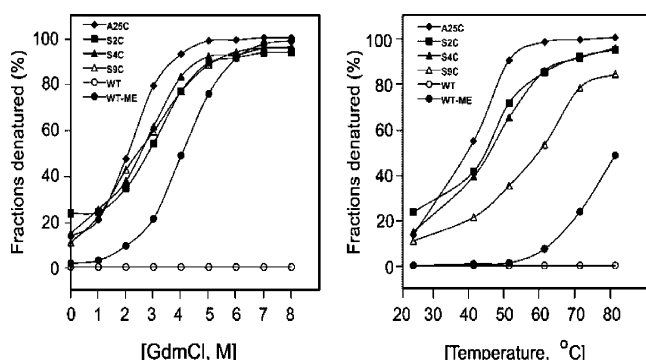 Fractions denatured (%)
100
80
60
40
20
0
A25C
S2C
S4C
S9C
WT
WT-ME
0 1 2 3 4 5 6 7 8
[GdmCl, M]
Fractions denatured (%)
100
80
60
40
20
0
A25C
S2C
S4C
S9C
WT
WT-ME
20 30 40 50 60 70 80
[Temperature, °C]